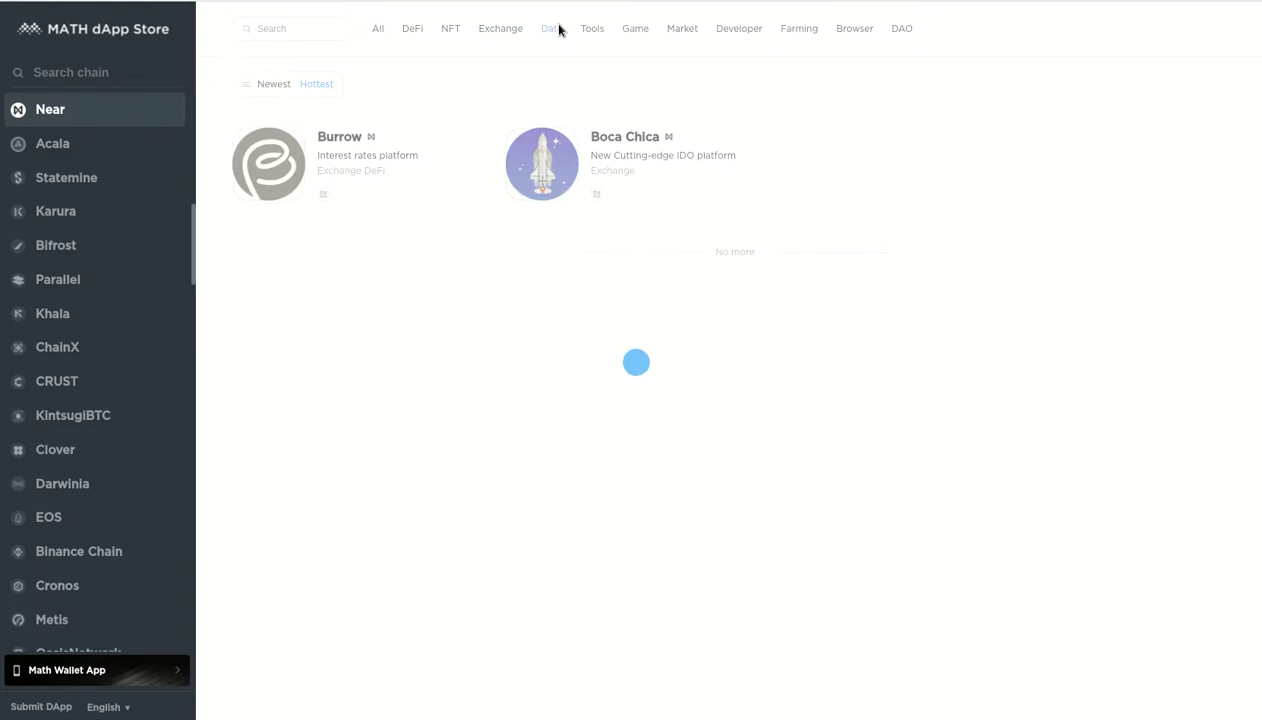 MATH dApp Store
Search chain
Near
Acala
Statemine
Karura
Bifrost
Parallel
Khala
ChainX
CRUST
KintsugiBTC
Clover
Darwinia
EOS
Binance Chain
Cronos
Metis
OasisNetwork
Math Wallet App
Submit DApp English
Search
All DeFi NFT Exchange Tools Game Market Developer Farming Browser DAO
Newest Hottest
Burrow
Interest rates platform
Exchange DeFi
Boca Chica
New Cutting-edge IDO platform
Exchange
No more